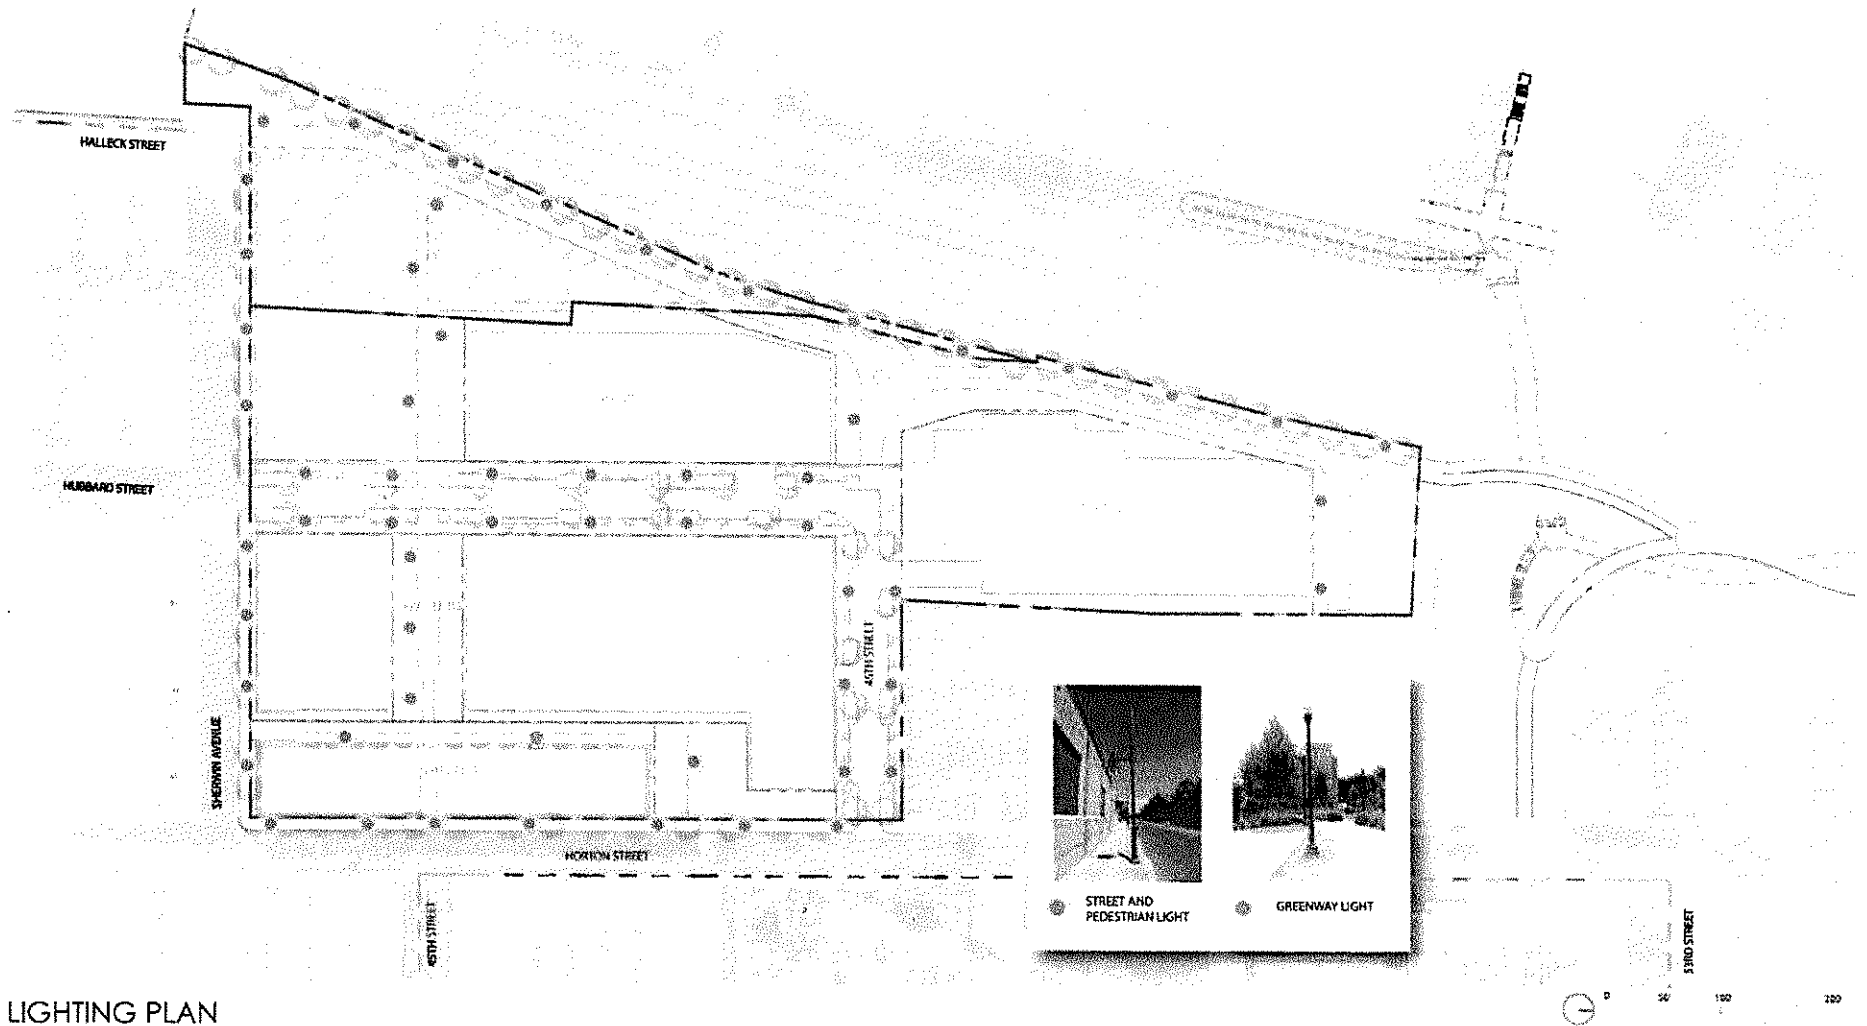 HALLECK STREET
HUBBARD STREET
SHERWIN AVENUE
45TH STREET
HORTON STREET
45TH STREET
STREET AND
PEDESTRIAN LIGHT
GREENWAY LIGHT
53RD STREET
LIGHTING PLAN
0 50 100 200